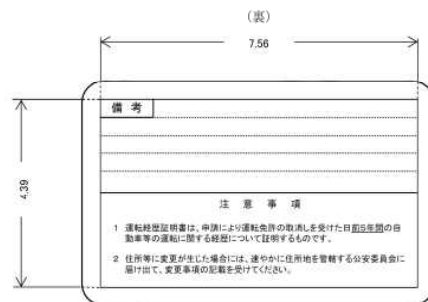 （裏）
7.56
4.39
備 考
注 意 事 項
1 運転経歴証明書は、申請により運転免許の取消しを受けた日前5年間の自
動車等の運転に関する経歴について証明するものです。
2 住所等に変更が生じた場合には、速やかに住所地を管轄する公安委員会に
届け出て、変更事項の記載を受けてください。